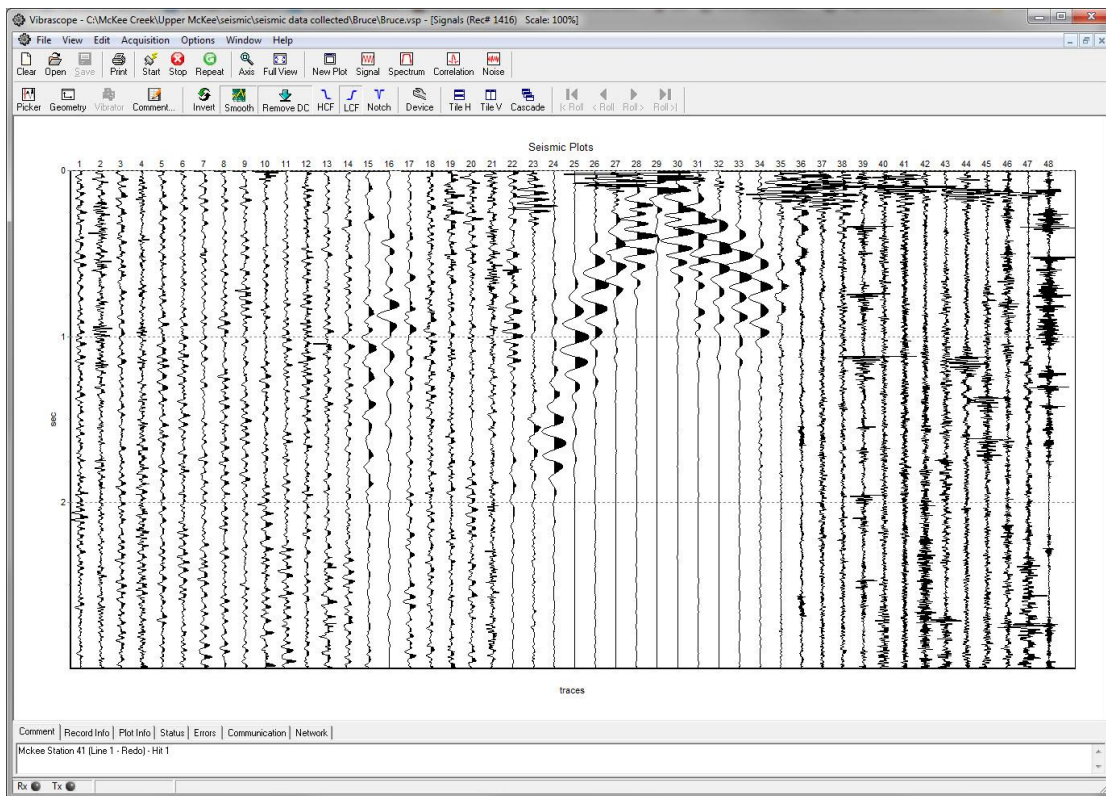 Vibrascope - C:\McKee Creek\Upper McKee\seismic\seismic data collected\Bruce\Bruce.vsp - [Signals (Rec# 1416) Scale: 100%]
File View Edit Acquisition Options Window Help
Clear Open Save Print Start Stop Repeat Axis Full View New Plot Signal Spectrum Correlation Noise
Picker Geometry Vibrator Comment... Invert Smooth Remove DC HCF LCF Notch Device Tile H Tile V Cascade |< Roll < Roll Roll > Roll >|
Seismic Plots
1 2 3 4 5 6 7 8 9 10 11 12 13 14 15 16 17 18 19 20 21 22 23 24 25 26 27 28 29 30 31 32 33 34 35 36 37 38 39 40 41 42 43 44 45 46 47 48
0
1
sec
2
traces
Comment Record Info Plot Info Status Errors Communication Network
Mckee Station 41 (Line 1 - Redo) - Hit 1
Rx Tx